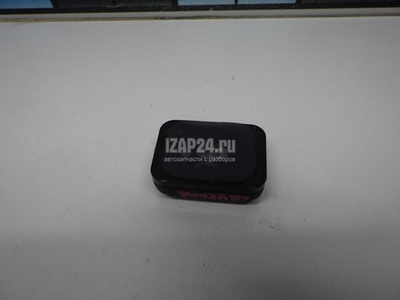 iZAP24.ru
автозапчасти с разборов